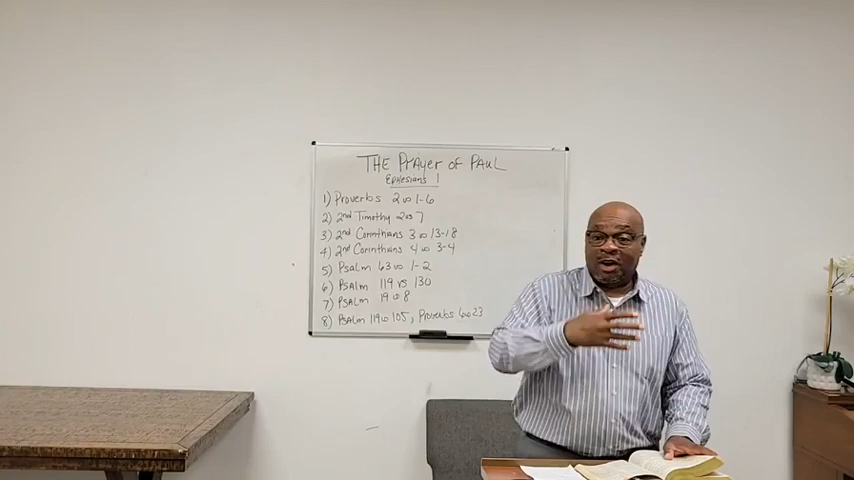 THE PrAyer of PAUL
Ephesians 1
1) Proverbs 2 vs 1-6
2) 2nd Timothy 2 vs 7
3) 2nd Corinthians 3 vs 13-18
4) 2nd Corinthians 4 vs 3-4
5) Psalm 63 vs 1-2
6) Psalm 119 vs 130
7) Psalm 19 vs 8
8) Psalm 119 vs 105, Proverbs 6 vs 23